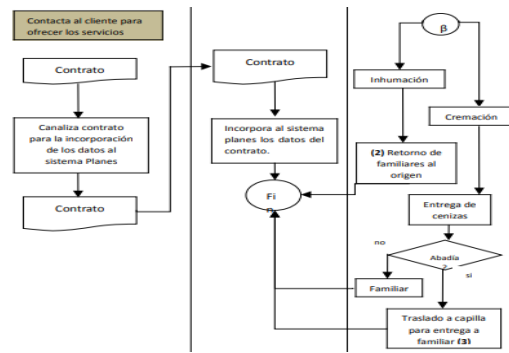 Contacta al cliente para
ofrecer los servicios
Contrato
Canaliza contrato
para la incorporación
de los datos al
sistema Planes
Contrato
Contrato
Incorpora al sistema
planes los datos del
contrato.
Fi
n
β
Inhumación
Cremación
(2) Retorno de
familiares al
origen
Entrega de
cenizas
no
Abadía
?
si
Familiar
Traslado a capilla
para entrega a
familiar (3)